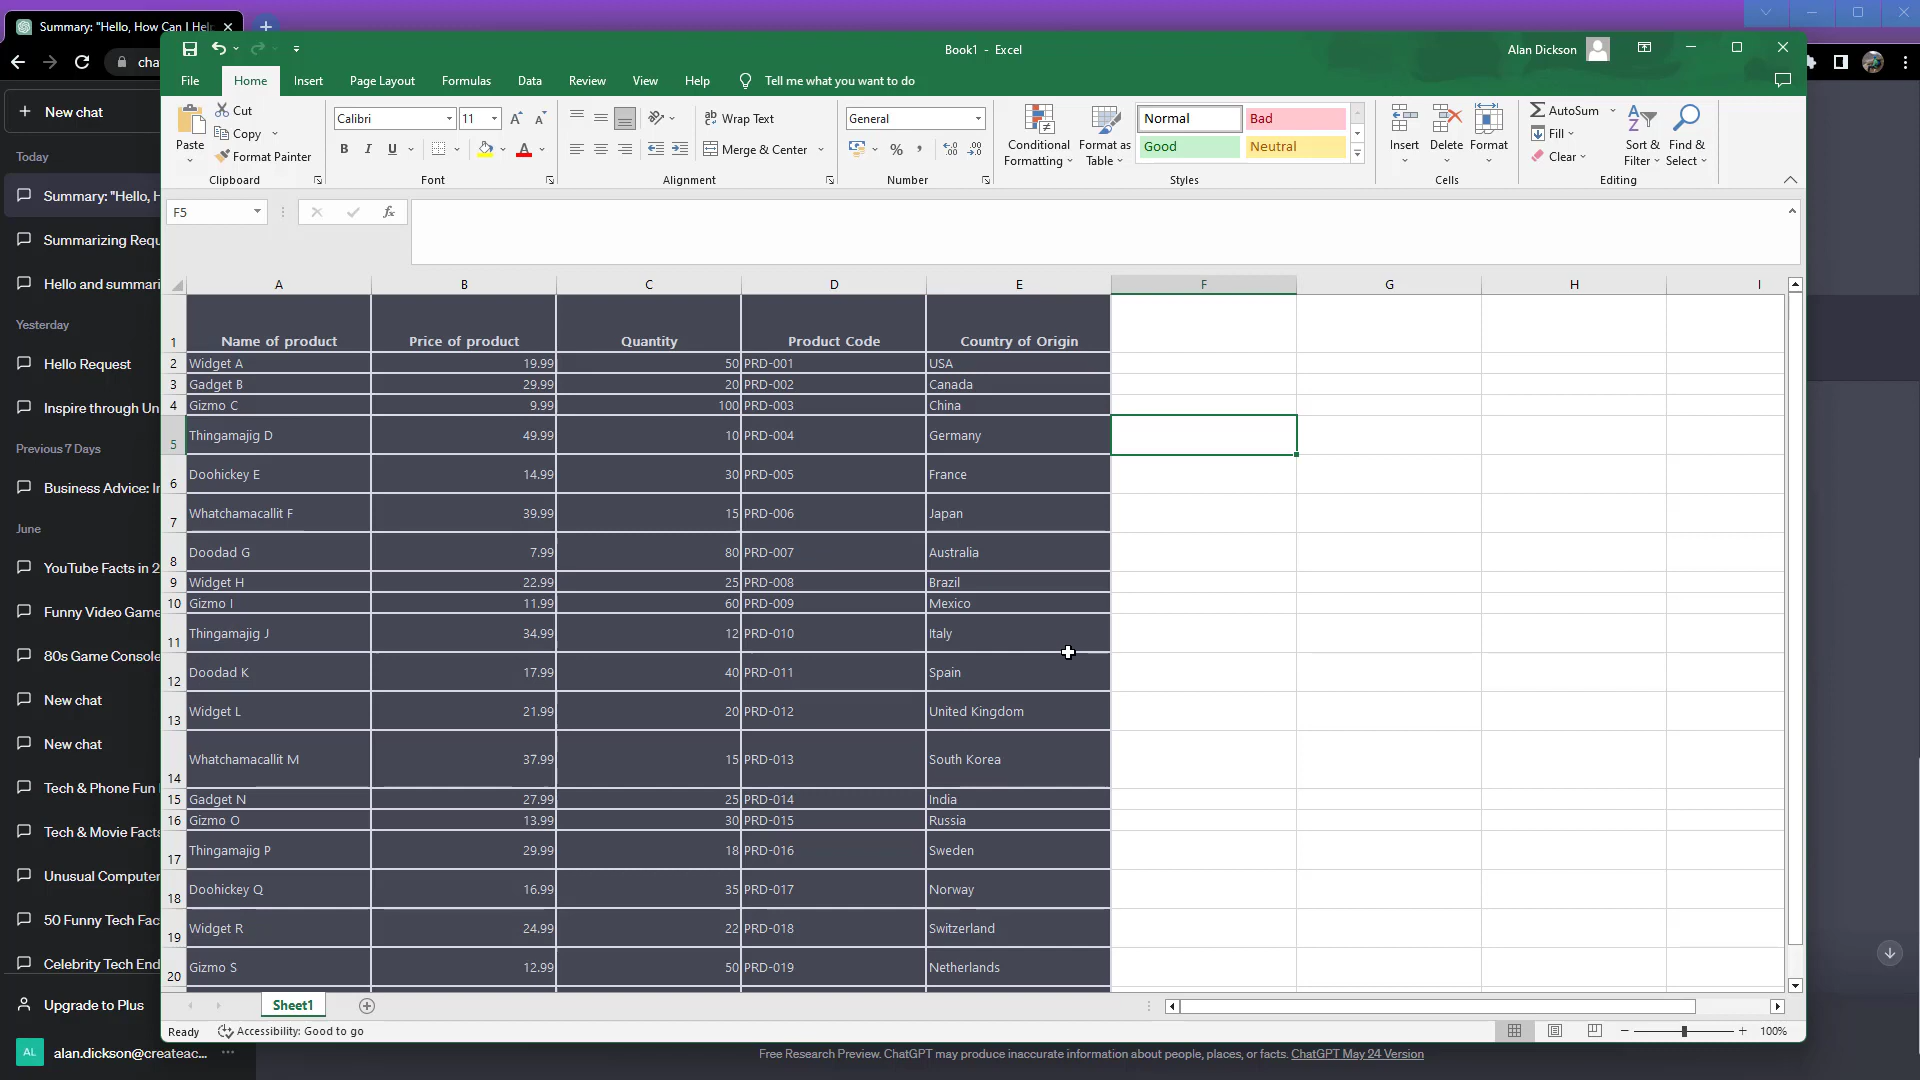 Summary: "Hello, How Can I Hel
Book1 - Excel
Alan Dickson
cha
File Home Insert Page Layout Formulas Data Review View Help Tell me what you want to do
New chat
Today
Summary: "Hello, H
Summarizing Requ
Hello and summari
Yesterday
Hello Request
Inspire through Un
Previous 7 Days
Business Advice: In
June
YouTube Facts in 2
Funny Video Game
80s Game Console
New chat
New chat
Tech & Phone Fun
Tech & Movie Facts
Unusual Computer
50 Funny Tech Fac
Celebrity Tech End
Upgrade to Plus
AL alan.dickson@createac...
Paste
Cut
Copy
Format Painter
Clipboard
Calibri 11
B I U
Font
Wrap Text
Merge & Center
Alignment
General
Number
Conditional Formatting
Format as Table
Normal Bad
Good Neutral
Styles
Insert Delete Format
Cells
AutoSum
Fill
Clear
Sort & Filter
Find & Select
Editing
F5 fx
A B C D E F G H I
1 Name of product Price of product Quantity Product Code Country of Origin
2 Widget A 19.99 50 PRD-001 USA
3 Gadget B 29.99 20 PRD-002 Canada
4 Gizmo C 9.99 100 PRD-003 China
5 Thingamajig D 49.99 10 PRD-004 Germany
6 Doohickey E 14.99 30 PRD-005 France
7 Whatchamacallit F 39.99 15 PRD-006 Japan
8 Doodad G 7.99 80 PRD-007 Australia
9 Widget H 22.99 25 PRD-008 Brazil
10 Gizmo I 11.99 60 PRD-009 Mexico
11 Thingamajig J 34.99 12 PRD-010 Italy
12 Doodad K 17.99 40 PRD-011 Spain
13 Widget L 21.99 20 PRD-012 United Kingdom
14 Whatchamacallit M 37.99 15 PRD-013 South Korea
15 Gadget N 27.99 25 PRD-014 India
16 Gizmo O 13.99 30 PRD-015 Russia
17 Thingamajig P 29.99 18 PRD-016 Sweden
18 Doohickey Q 16.99 35 PRD-017 Norway
19 Widget R 24.99 22 PRD-018 Switzerland
20 Gizmo S 12.99 50 PRD-019 Netherlands
Sheet1
Ready Accessibility: Good to go 100%
Free Research Preview. ChatGPT may produce inaccurate information about people, places, or facts. ChatGPT May 24 Version